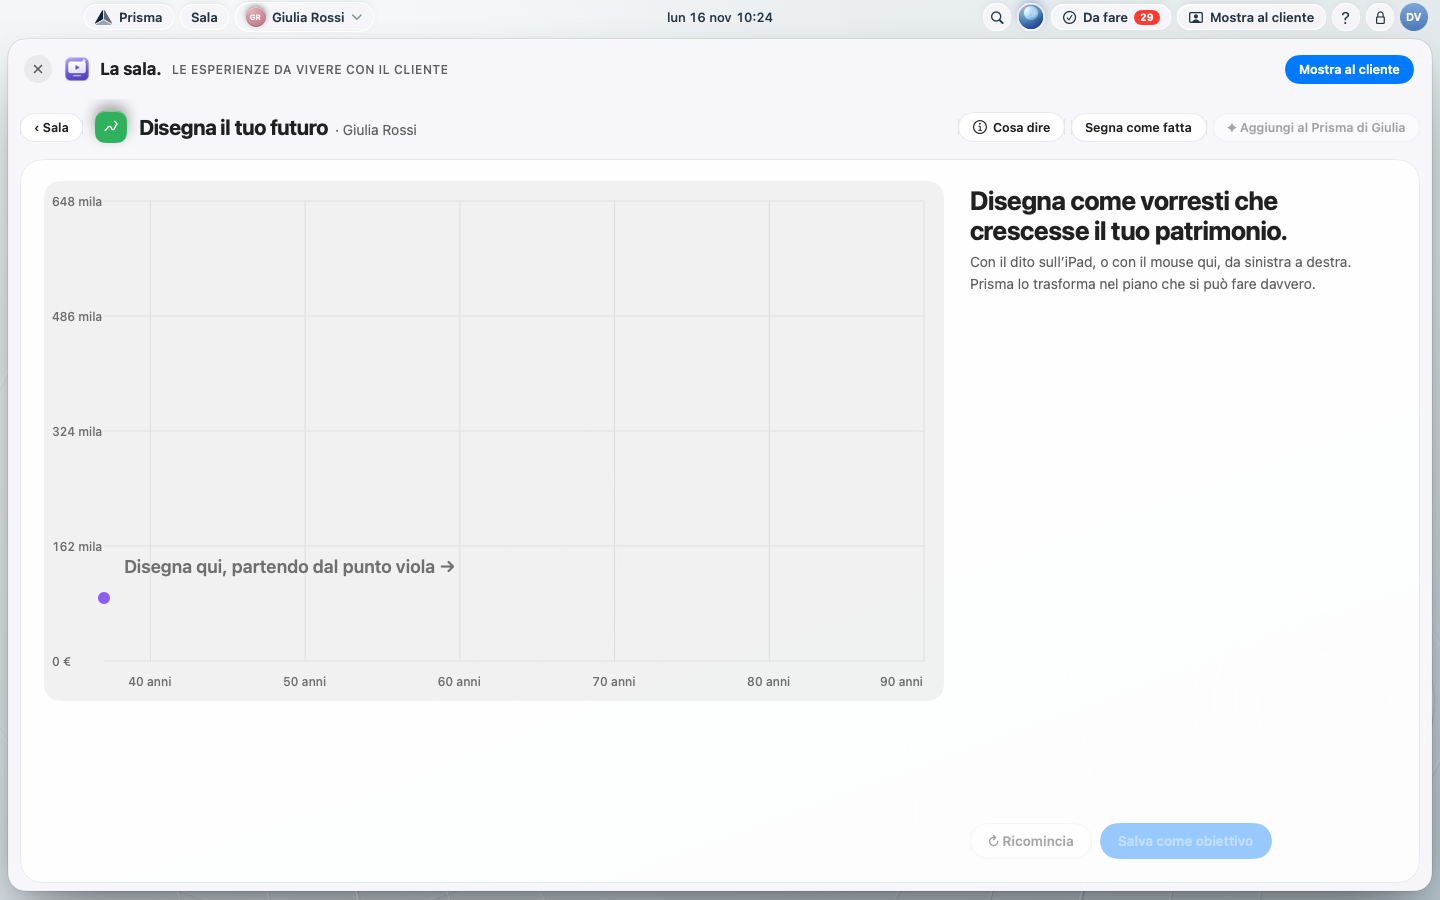 Prisma
Sala
GR Giulia Rossi
lun 16 nov 10:24
Da fare 29
Mostra al cliente
?
DV
La sala. LE ESPERIENZE DA VIVERE CON IL CLIENTE
Mostra al cliente
‹ Sala
Disegna il tuo futuro · Giulia Rossi
Cosa dire
Segna come fatta
Aggiungi al Prisma di Giulia
648 mila
486 mila
324 mila
162 mila
Disegna qui, partendo dal punto viola →
0 €
40 anni
50 anni
60 anni
70 anni
80 anni
90 anni
Disegna come vorresti che
crescesse il tuo patrimonio.
Con il dito sull’iPad, o con il mouse qui, da sinistra a destra.
Prisma lo trasforma nel piano che si può fare davvero.
Ricomincia
Salva come obiettivo